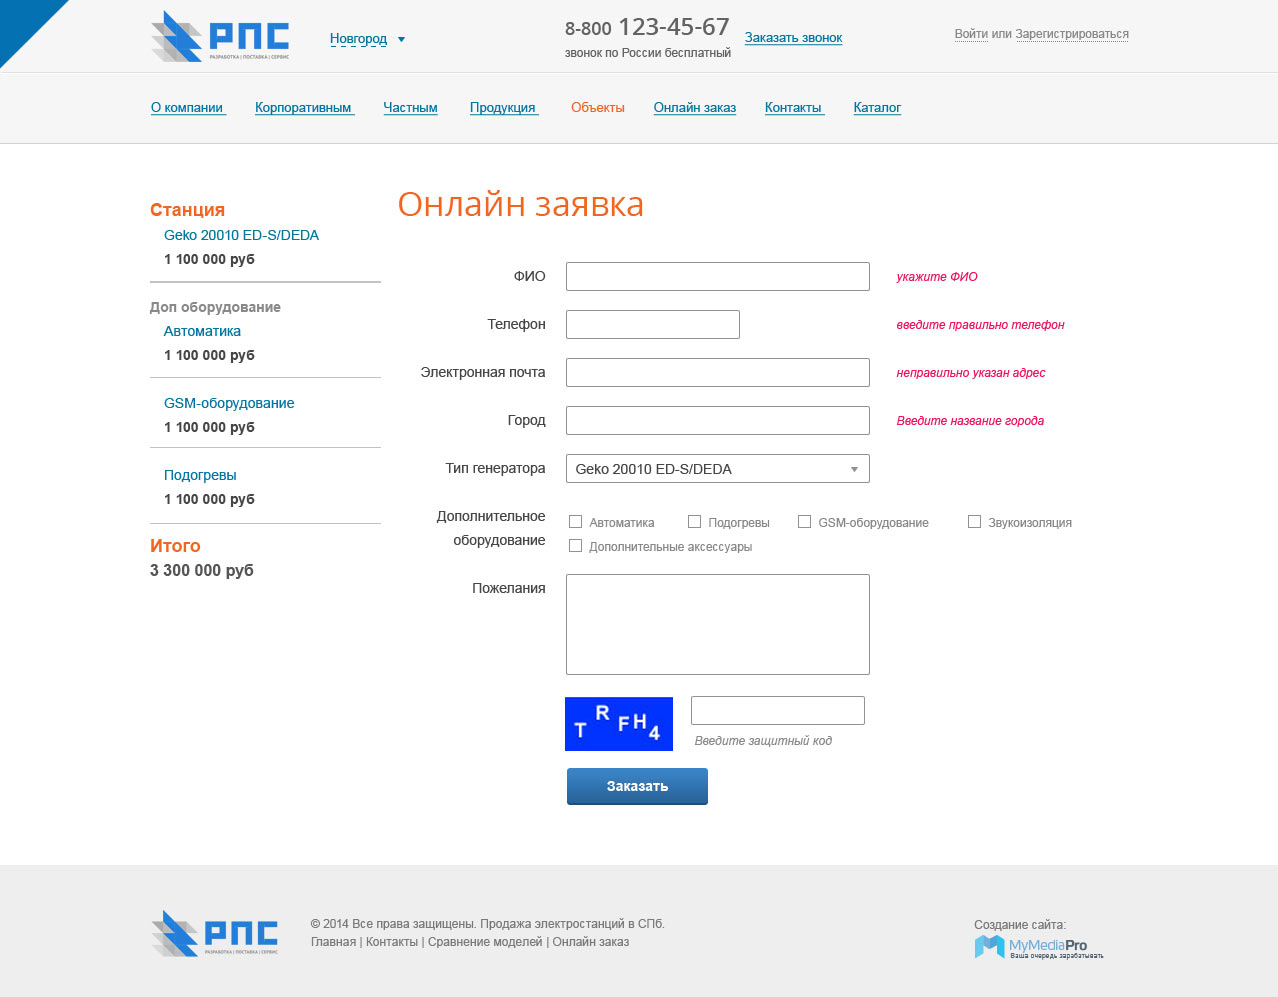 РПС
РАЗРАБОТКА | ПОСТАВКА | СЕРВИС
Новгород
8-800 123-45-67
звонок по России бесплатный
Заказать звонок
Войти или Зарегистрироваться
О компании Корпоративным Частным Продукция Объекты Онлайн заказ Контакты Каталог
Онлайн заявка
Станция
Geko 20010 ED-S/DEDA
1 100 000 руб
Доп оборудование
Автоматика
1 100 000 руб
GSM-оборудование
1 100 000 руб
Подогревы
1 100 000 руб
Итого
3 300 000 руб
ФИО
укажите ФИО
Телефон
введите правильно телефон
Электронная почта
неправильно указан адрес
Город
Введите название города
Тип генератора
Geko 20010 ED-S/DEDA
Дополнительное
оборудование
Автоматика Подогревы GSM-оборудование Звукоизоляция
Дополнительные аксессуары
Пожелания
TRFH4
Введите защитный код
Заказать
РПС
РАЗРАБОТКА | ПОСТАВКА | СЕРВИС
© 2014 Все права защищены. Продажа электростанций в СПб.
Главная | Контакты | Сравнение моделей | Онлайн заказ
Создание сайта:
MyMediaPro
Ваша очередь зарабатывать